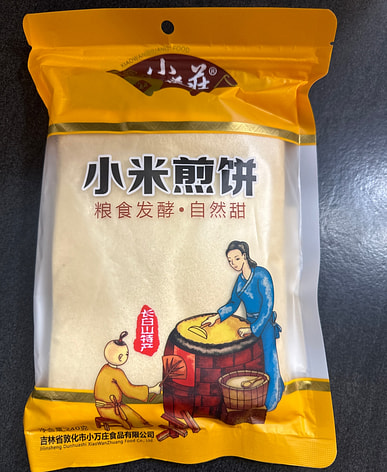 小万莊®
小米煎饼
粮食发酵·自然甜
长白山特产
吉林省敦化市小万庄食品有限公司